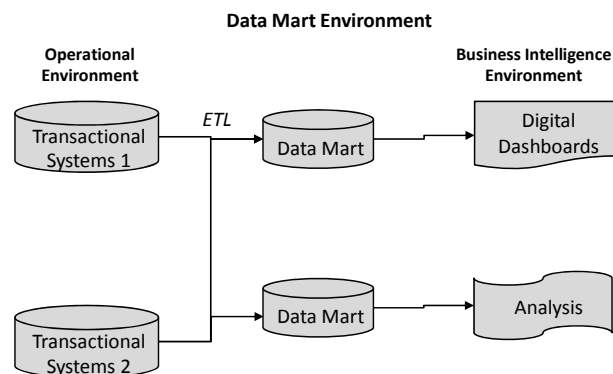 Data Mart Environment
Operational
Environment
Business Intelligence
Environment
ETL
Transactional
Systems 1
Data Mart
Digital
Dashboards
Data Mart
Analysis
Transactional
Systems 2